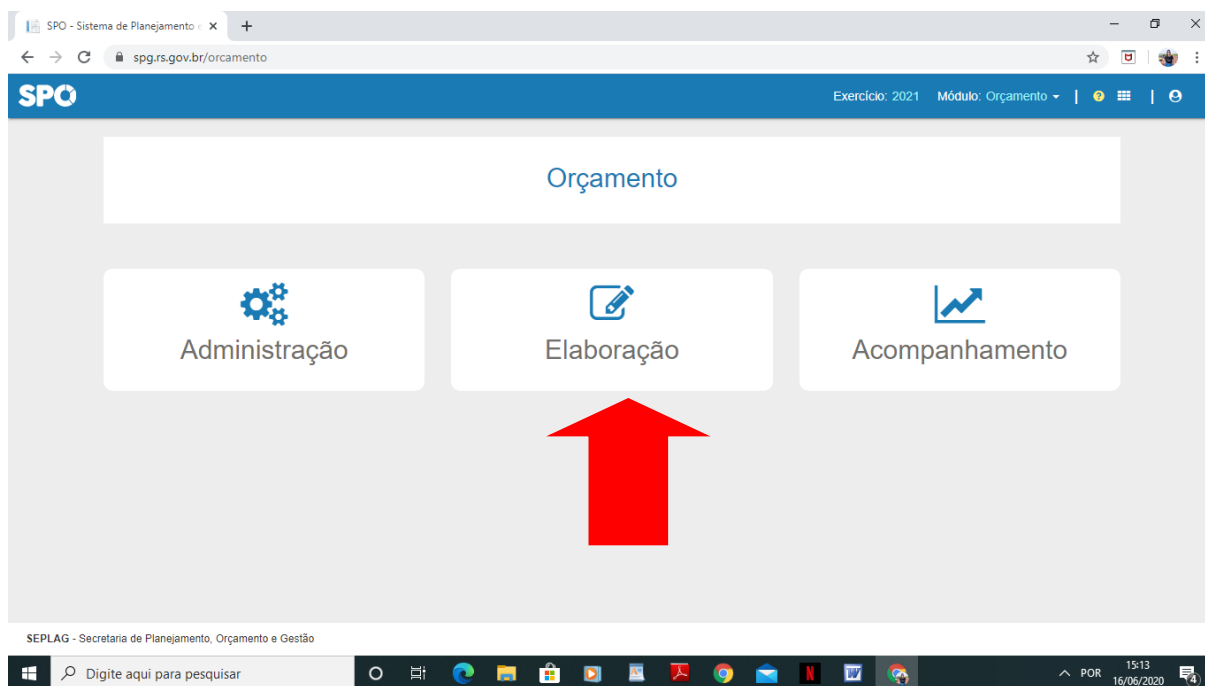 SPO - Sistema de Planejamento e
spg.rs.gov.br/orcamento
SPO
Exercício: 2021 Módulo: Orçamento
Orçamento
Administração
Elaboração
Acompanhamento
SEPLAG - Secretaria de Planejamento, Orçamento e Gestão
Digite aqui para pesquisar
POR
15:13
16/06/2020
4